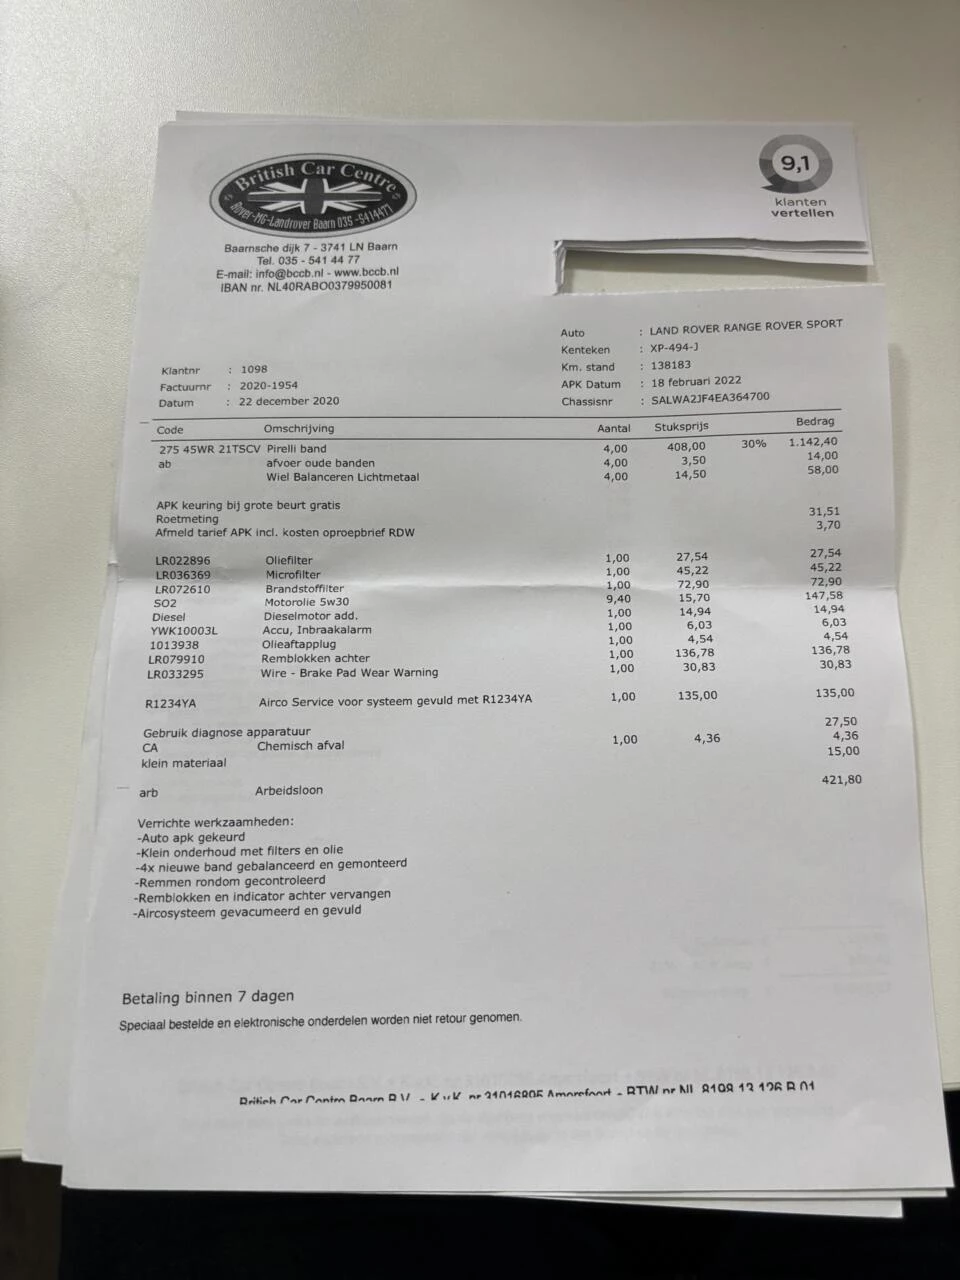 British Car Centre
Rover-MG-Landrover Baarn 035 -5414477
9,1
klanten
vertellen
Baarnsche dijk 7 - 3741 LN Baarn
Tel. 035 - 541 44 77
E-mail: info@bccb.nl - www.bccb.nl
IBAN nr. NL40RABO0379950081
Auto : LAND ROVER RANGE ROVER SPORT
Kenteken : XP-494-J
Km. stand : 138183
APK Datum : 18 februari 2022
Chassisnr : SALWA2JF4EA364700
Klantnr : 1098
Factuurnr : 2020-1954
Datum : 22 december 2020
Code Omschrijving Aantal Stuksprijs Bedrag
275 45WR 21TSCV Pirelli band 4,00 408,00 30% 1.142,40
ab afvoer oude banden 4,00 3,50 14,00
Wiel Balanceren Lichtmetaal 4,00 14,50 58,00
APK keuring bij grote beurt gratis
Roetmeting 31,51
Afmeld tarief APK incl. kosten oproepbrief RDW 3,70
LR022896 Oliefilter 1,00 27,54 27,54
LR036369 Microfilter 1,00 45,22 45,22
LR072610 Brandstoffilter 1,00 72,90 72,90
SO2 Motorolie 5w30 9,40 15,70 147,58
Diesel Dieselmotor add. 1,00 14,94 14,94
YWK10003L Accu, Inbraakalarm 1,00 6,03 6,03
1013938 Olieaftapplug 1,00 4,54 4,54
LR079910 Remblokken achter 1,00 136,78 136,78
LR033295 Wire - Brake Pad Wear Warning 1,00 30,83 30,83
R1234YA Airco Service voor systeem gevuld met R1234YA 1,00 135,00 135,00
Gebruik diagnose apparatuur 27,50
CA Chemisch afval 1,00 4,36 4,36
klein materiaal 15,00
arb Arbeidsloon 421,80
Verrichte werkzaamheden:
-Auto apk gekeurd
-Klein onderhoud met filters en olie
-4x nieuwe band gebalanceerd en gemonteerd
-Remmen rondom gecontroleerd
-Remblokken en indicator achter vervangen
-Aircosysteem gevacumeerd en gevuld
Betaling binnen 7 dagen
Speciaal bestelde en elektronische onderdelen worden niet retour genomen.
British Car Centre Baarn B.V. - K.v.K. nr 31016805 Amersfoort - BTW nr NL 8198.13.126.B.01